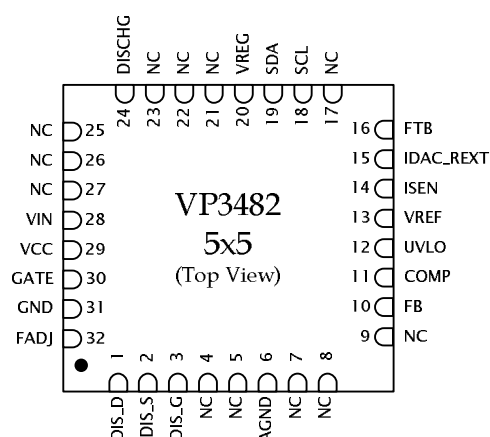 DISCHG NC NC NC VREG SDA SCL NC
24 23 22 21 20 19 18 17
NC 25
NC 26
NC 27
VIN 28
VCC 29
GATE 30
GND 31
FADJ 32
VP3482
5x5
(Top View)
16 FTB
15 IDAC_REXT
14 ISEN
13 VREF
12 UVLO
11 COMP
10 FB
9 NC
1 2 3 4 5 6 7 8
DIS_D DIS_S DIS_G NC NC AGND NC NC